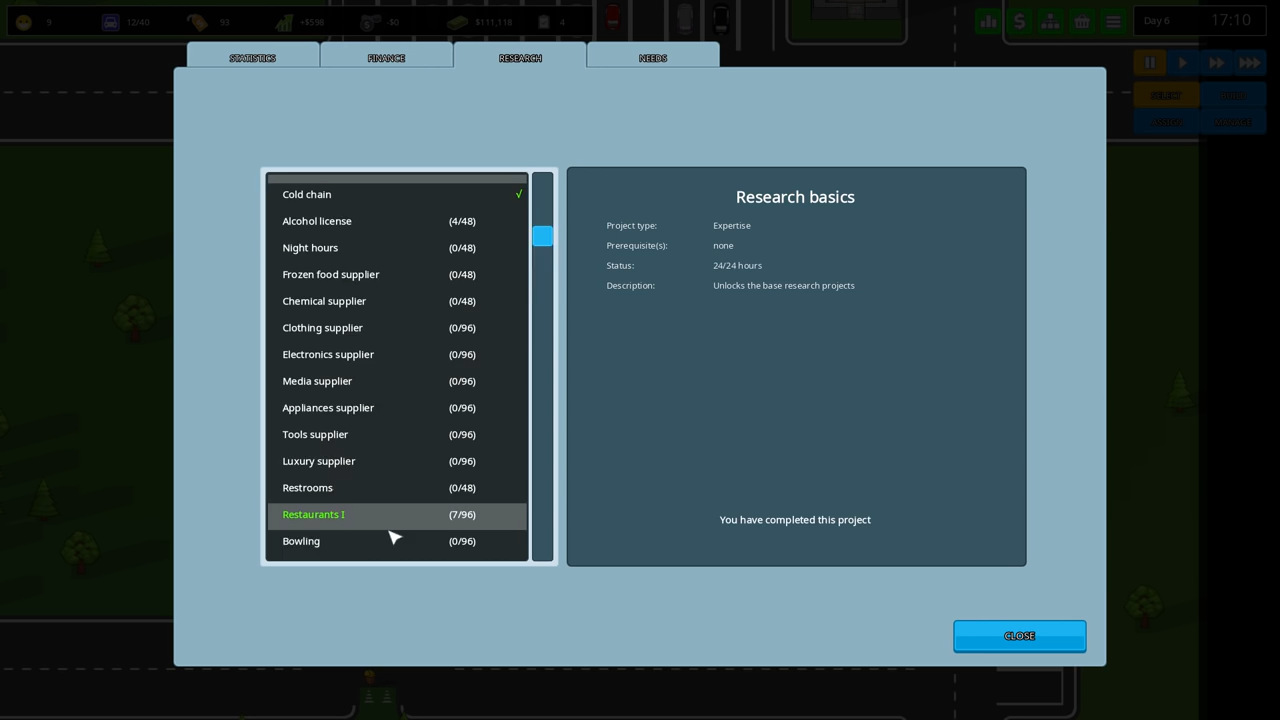 9 12/40 93 +$598 -$0 $111,118 4 Day 6 17:10
STATISTICS FINANCE RESEARCH NEEDS
SELECT
Cold chain √
Alcohol license (4/48)
Night hours (0/48)
Frozen food supplier (0/48)
Chemical supplier (0/48)
Clothing supplier (0/96)
Electronics supplier (0/96)
Media supplier (0/96)
Appliances supplier (0/96)
Tools supplier (0/96)
Luxury supplier (0/96)
Restrooms (0/48)
Restaurants I (7/96)
Bowling (0/96)
Research basics
Project type: Expertise
Prerequisite(s): none
Status: 24/24 hours
Description: Unlocks the base research projects
You have completed this project
CLOSE